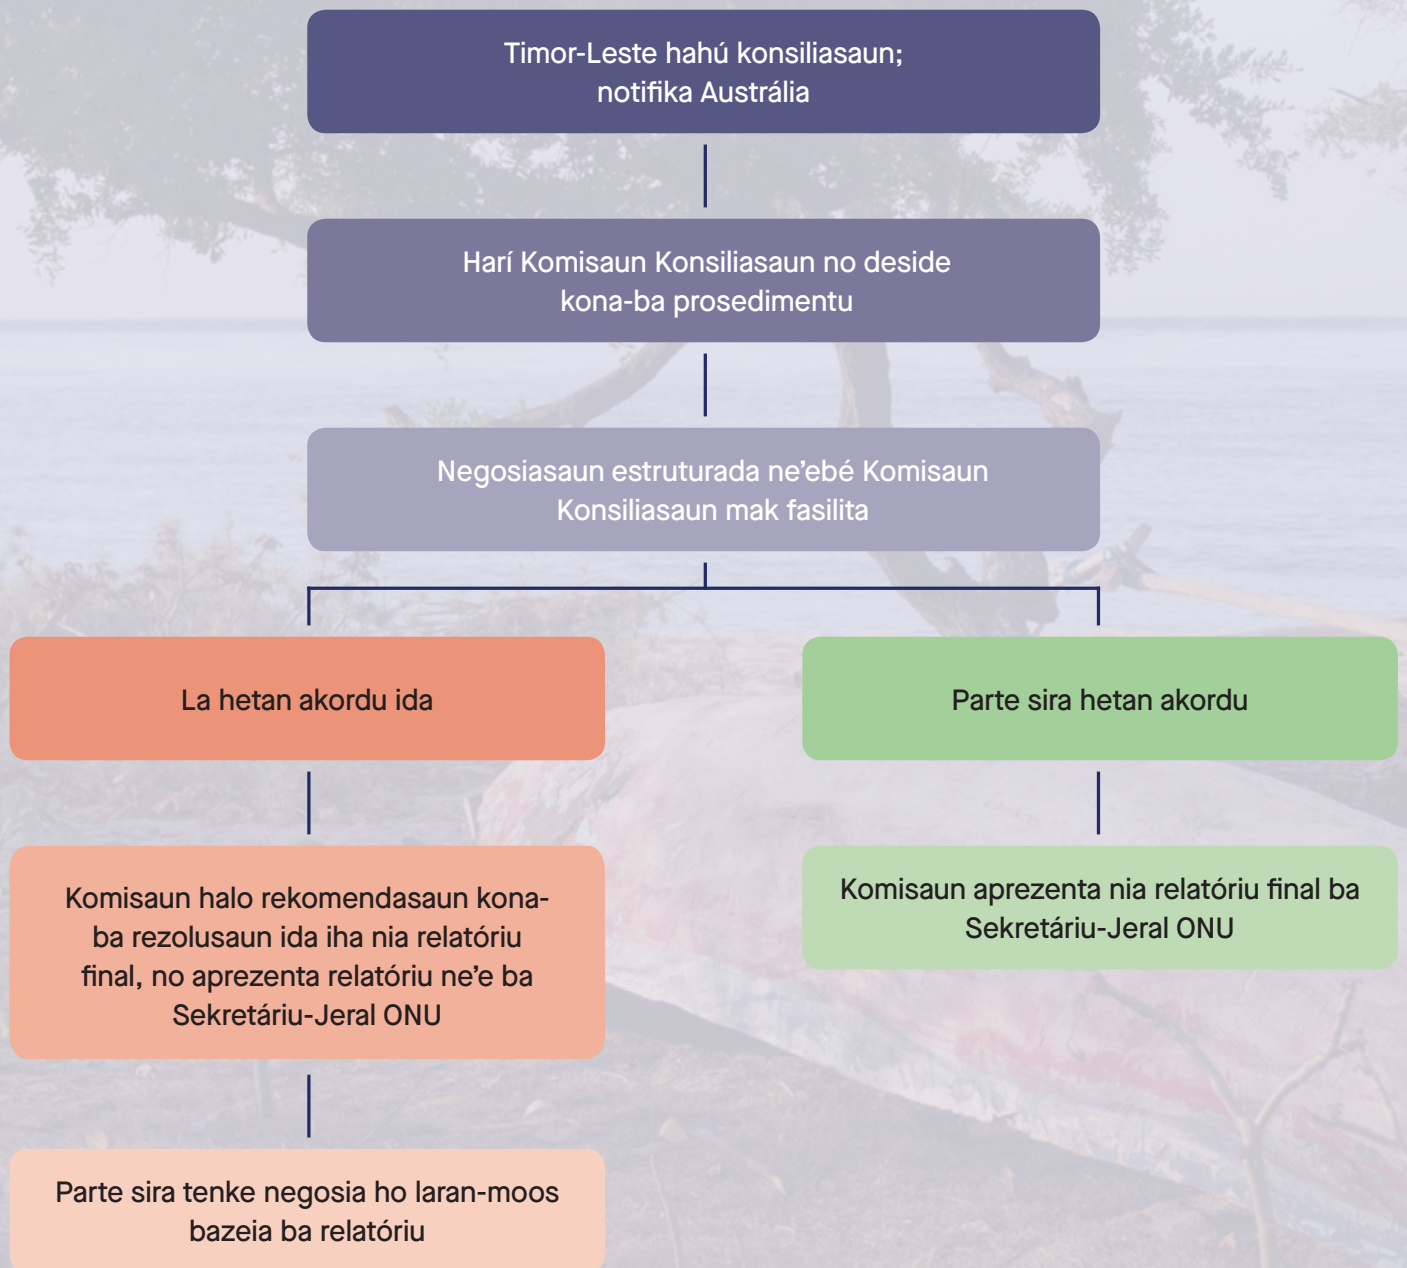 Timor-Leste hahú konsiliasaun;
notifika Austrália
Harí Komisaun Konsiliasaun no deside
kona-ba prosedimentu
Negosiasaun estruturada ne’ebé Komisaun
Konsiliasaun mak fasilita
La hetan akordu ida
Komisaun halo rekomendasaun kona-
ba rezolusaun ida iha nia relatóriu
final, no aprezenta relatóriu ne’e ba
Sekretáriu-Jeral ONU
Parte sira tenke negosia ho laran-moos
bazeia ba relatóriu
Parte sira hetan akordu
Komisaun aprezenta nia relatóriu final ba
Sekretáriu-Jeral ONU